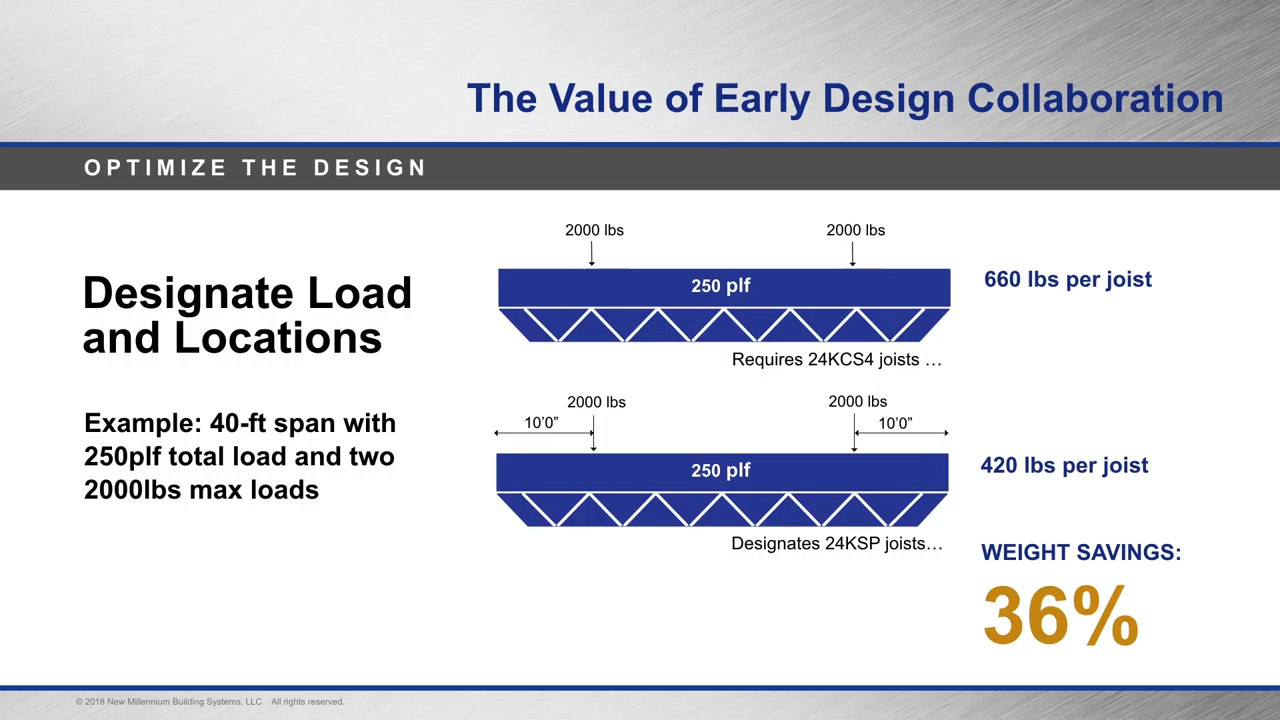 The Value of Early Design Collaboration
OPTIMIZE THE DESIGN
Designate Load
and Locations
Example: 40-ft span with
250plf total load and two
2000lbs max loads
2000 lbs
2000 lbs
250 plf
660 lbs per joist
Requires 24KCS4 joists …
2000 lbs
2000 lbs
10’0”
10’0”
250 plf
420 lbs per joist
Designates 24KSP joists…
WEIGHT SAVINGS:
36%
© 2018 New Millennium Building Systems, LLC All rights reserved.